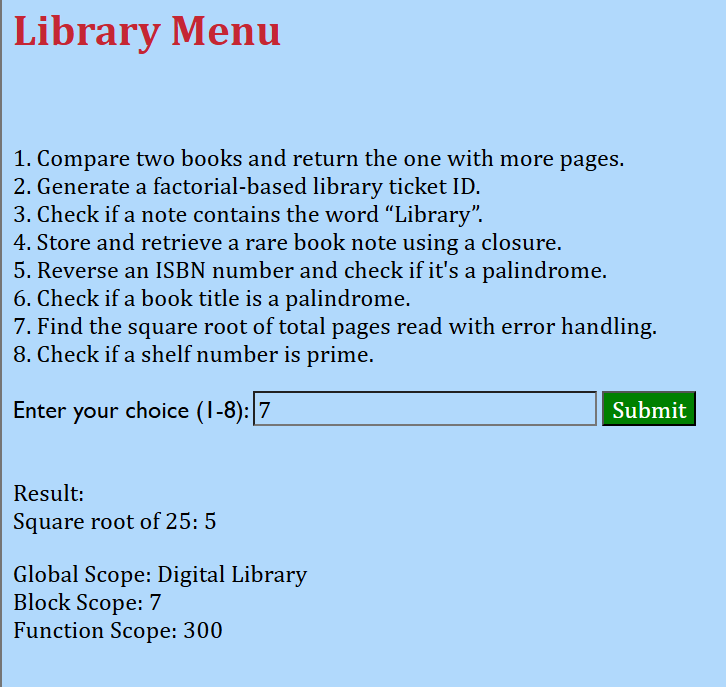 Library Menu
1. Compare two books and return the one with more pages.
2. Generate a factorial-based library ticket ID.
3. Check if a note contains the word “Library”.
4. Store and retrieve a rare book note using a closure.
5. Reverse an ISBN number and check if it's a palindrome.
6. Check if a book title is a palindrome.
7. Find the square root of total pages read with error handling.
8. Check if a shelf number is prime.
Enter your choice (1-8): 7 Submit
Result:
Square root of 25: 5
Global Scope: Digital Library
Block Scope: 7
Function Scope: 300